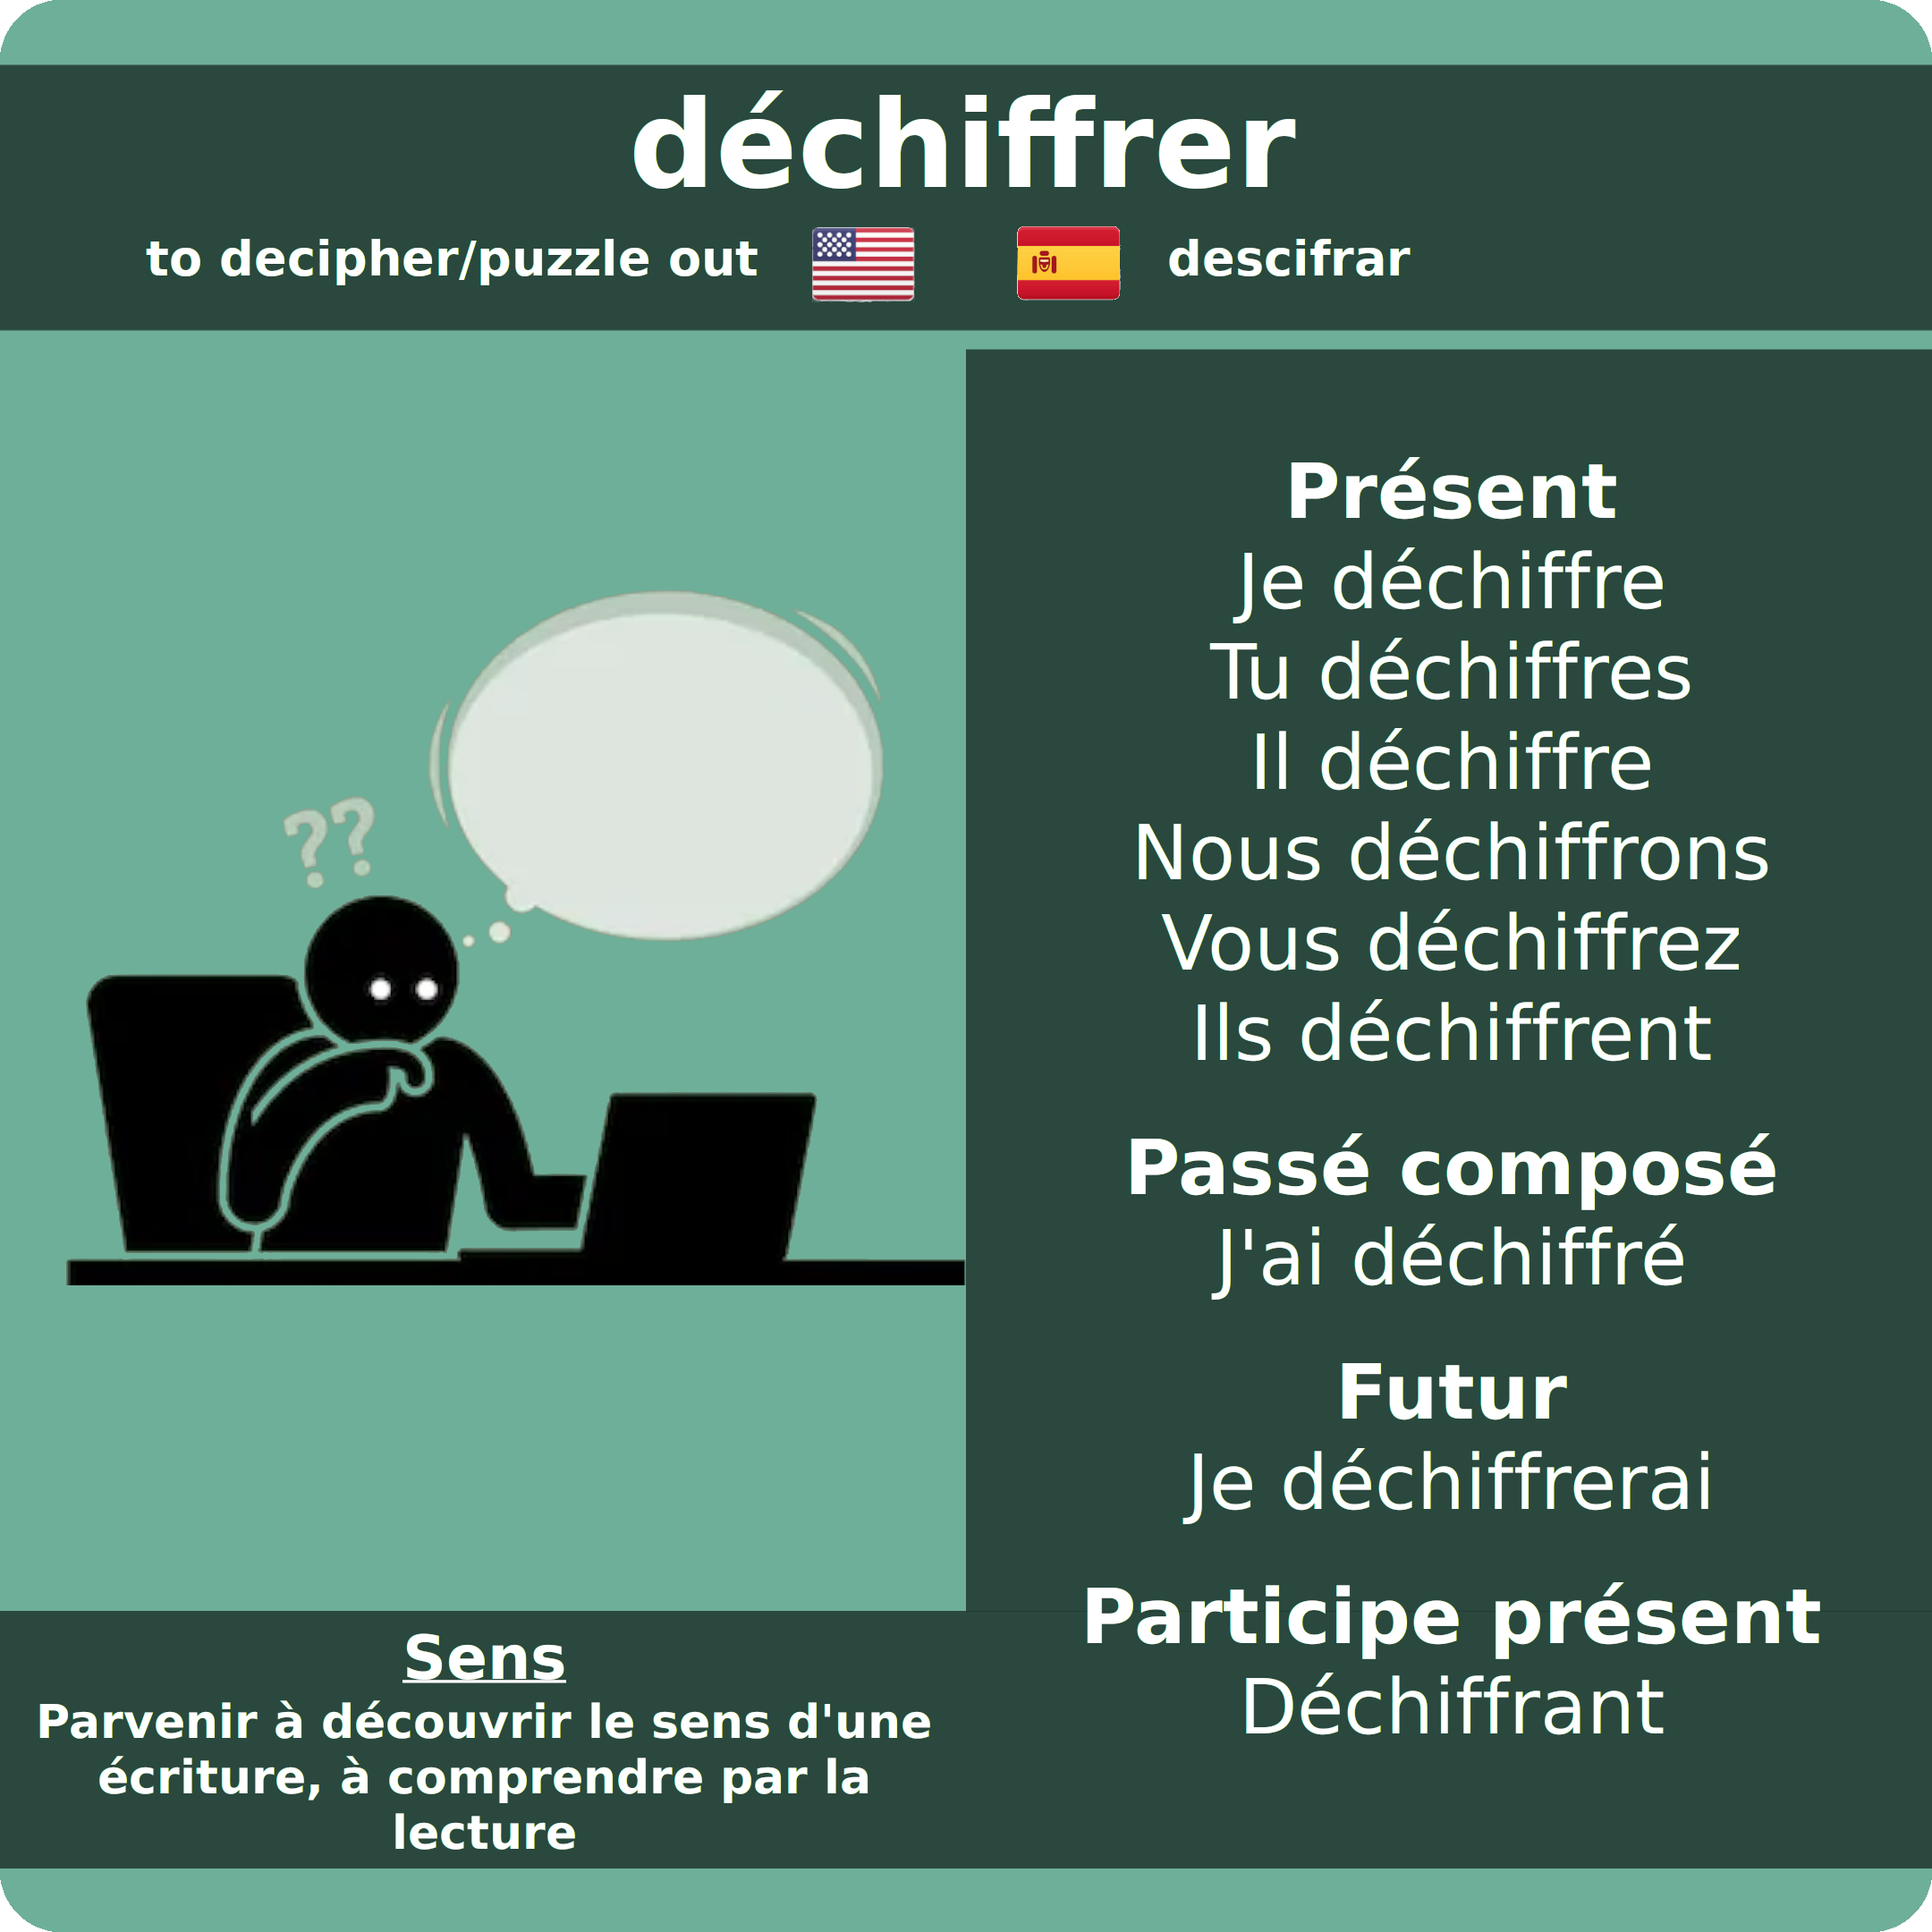 déchiffrer
to decipher/puzzle out
descifrar
??
Présent
Je déchiffre
Tu déchiffres
Il déchiffre
Nous déchiffrons
Vous déchiffrez
Ils déchiffrent
Passé composé
J'ai déchiffré
Futur
Je déchiffrerai
Participe présent
Déchiffrant
Sens
Parvenir à découvrir le sens d'une
écriture, à comprendre par la
lecture